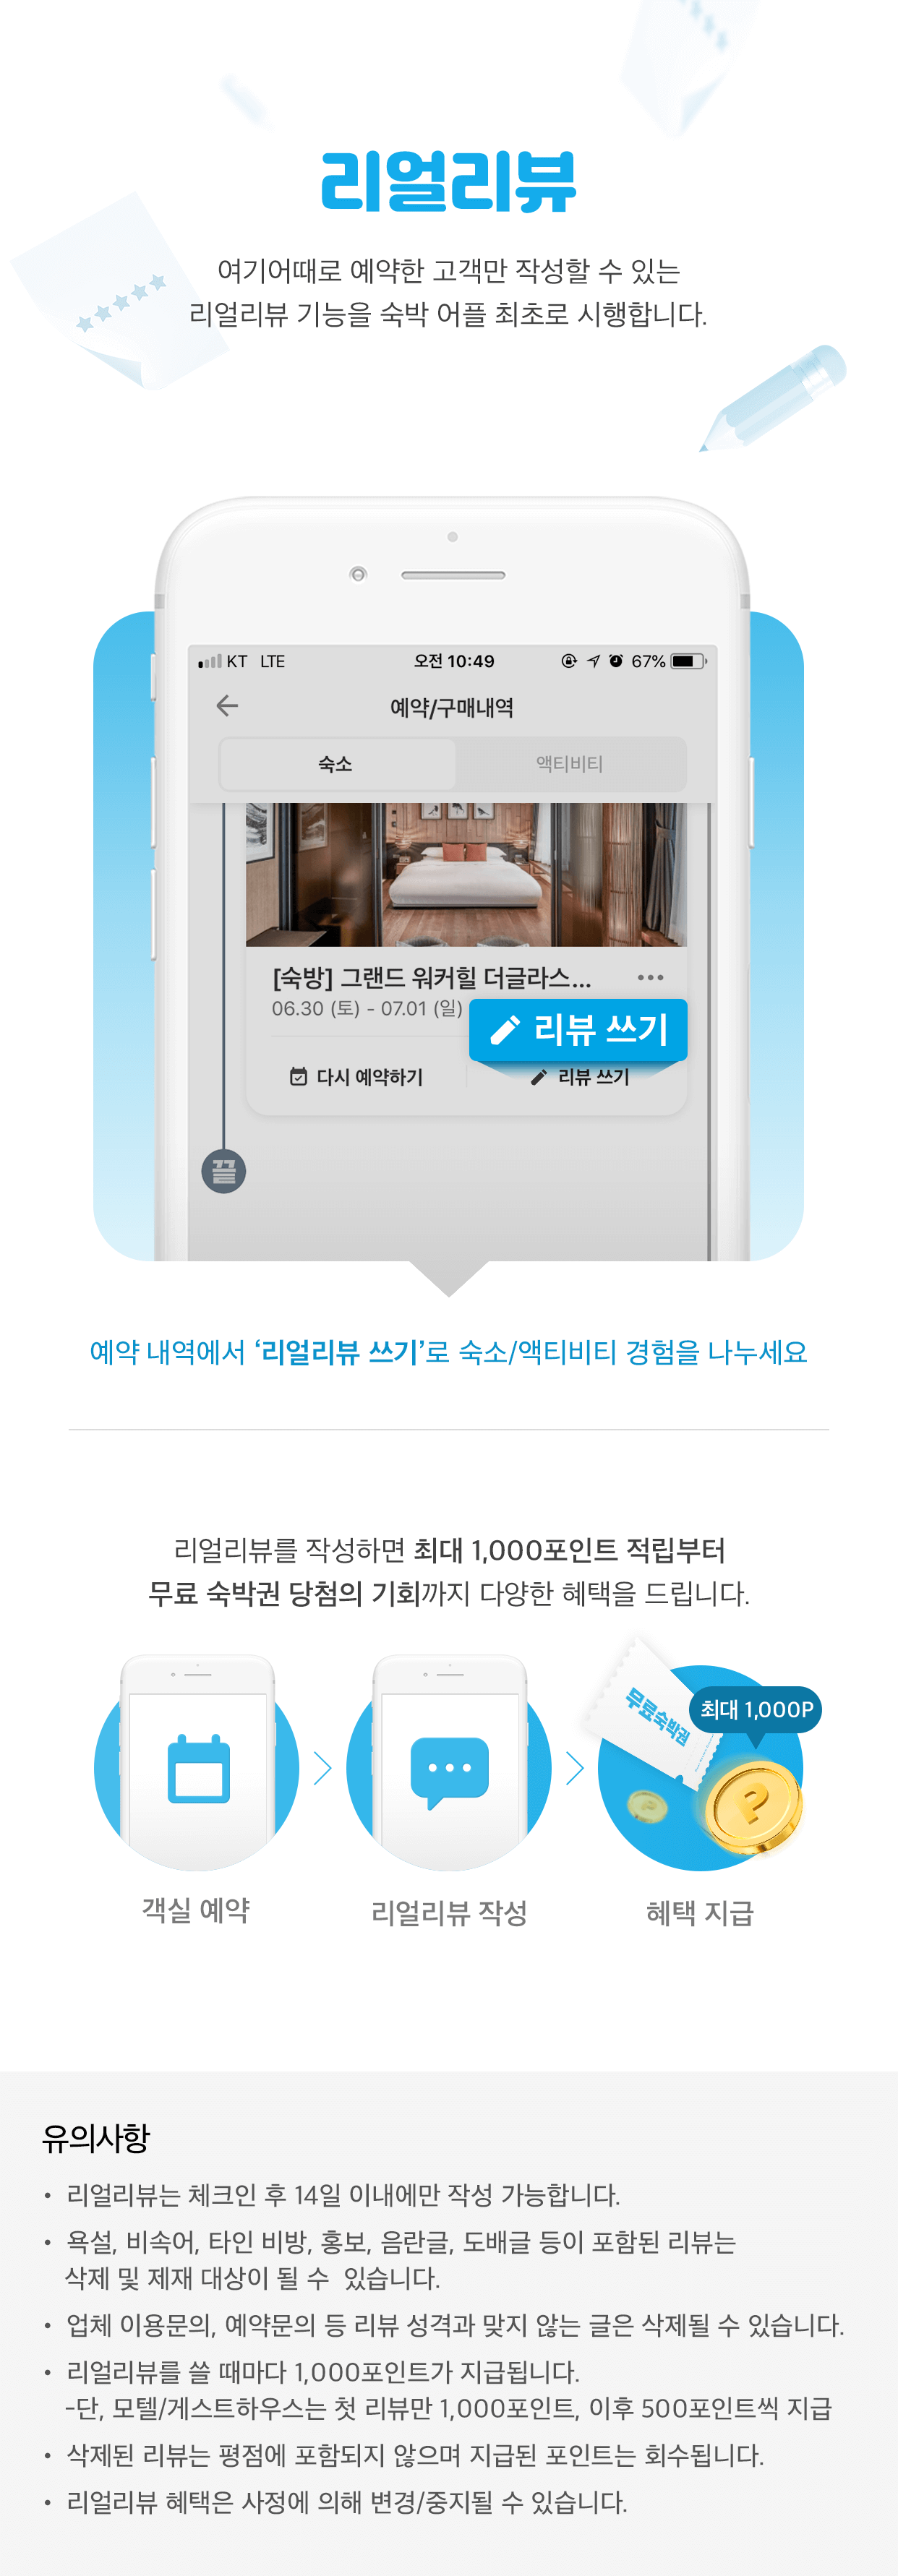 리얼리뷰
여기어때로 예약한 고객만 작성할 수 있는
리얼리뷰 기능을 숙박 어플 최초로 시행합니다.
KT LTE 오전 10:49 67%
예약/구매내역
숙소 액티비티
[숙방] 그랜드 워커힐 더글라스...
06.30 (토) - 07.01 (일)
리뷰 쓰기
다시 예약하기 리뷰 쓰기
끝
예약 내역에서 ‘리얼리뷰 쓰기’로 숙소/액티비티 경험을 나누세요
리얼리뷰를 작성하면 최대 1,000포인트 적립부터
무료 숙박권 당첨의 기회까지 다양한 혜택을 드립니다.
무료숙박권
최대 1,000P
P
객실 예약
리얼리뷰 작성
혜택 지급
유의사항
• 리얼리뷰는 체크인 후 14일 이내에만 작성 가능합니다.
• 욕설, 비속어, 타인 비방, 홍보, 음란글, 도배글 등이 포함된 리뷰는
삭제 및 제재 대상이 될 수 있습니다.
• 업체 이용문의, 예약문의 등 리뷰 성격과 맞지 않는 글은 삭제될 수 있습니다.
• 리얼리뷰를 쓸 때마다 1,000포인트가 지급됩니다.
-단, 모텔/게스트하우스는 첫 리뷰만 1,000포인트, 이후 500포인트씩 지급
• 삭제된 리뷰는 평점에 포함되지 않으며 지급된 포인트는 회수됩니다.
• 리얼리뷰 혜택은 사정에 의해 변경/중지될 수 있습니다.